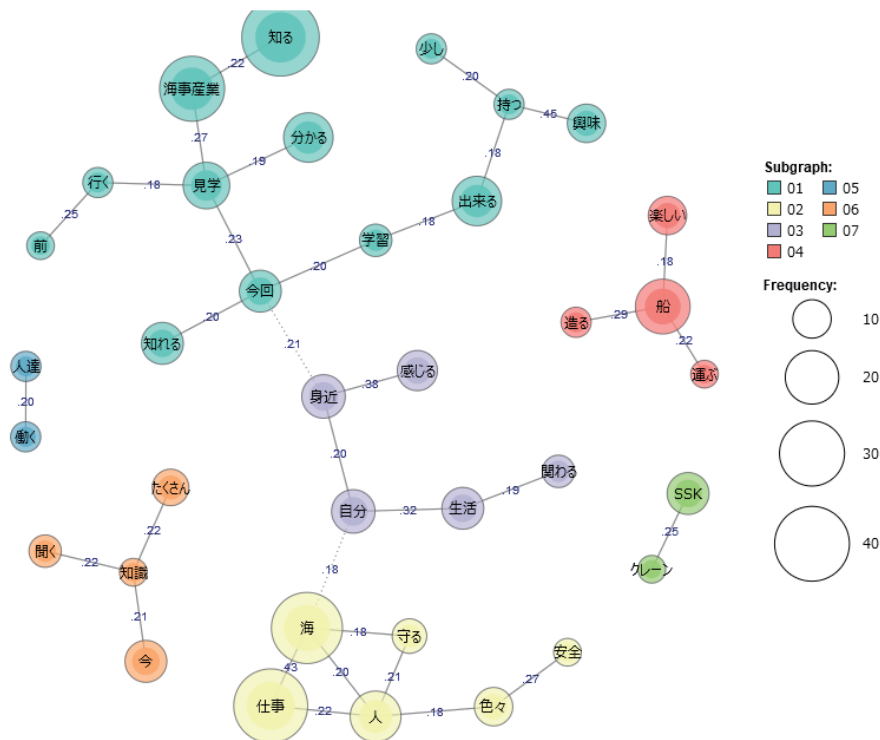 知る
.22
海事産業
.27
分かる
.19
見学
.18
行く
.25
前
.23
少し
.20
持つ
.45
興味
.18
出来る
.18
学習
.20
今回
.20
知れる
.21
身近
.38
感じる
.20
自分
.32
生活
.19
関わる
.18
海
.18
守る
.43
.20
.21
仕事
.22
人
.18
色々
.27
安全
人達
.20
働く
たくさん
.22
聞く
.22
知識
.21
今
楽しい
.18
船
.29
造る
.22
運ぶ
SSK
.25
クレーン
Subgraph:
01 05
02 06
03 07
04
Frequency:
10
20
30
40